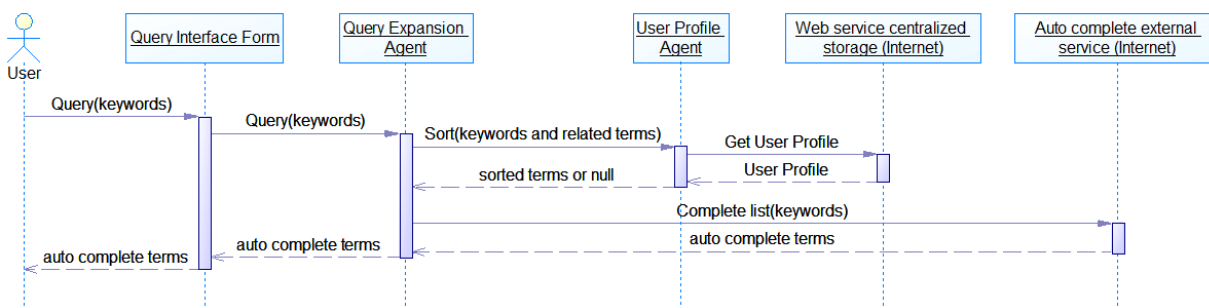 User
Query Interface Form
Query Expansion
Agent
User Profile
Agent
Web service centralized
storage (Internet)
Auto complete external
service (Internet)
Query(keywords)
Query(keywords)
Sort(keywords and related terms)
Get User Profile
User Profile
sorted terms or null
Complete list(keywords)
auto complete terms
auto complete terms
auto complete terms